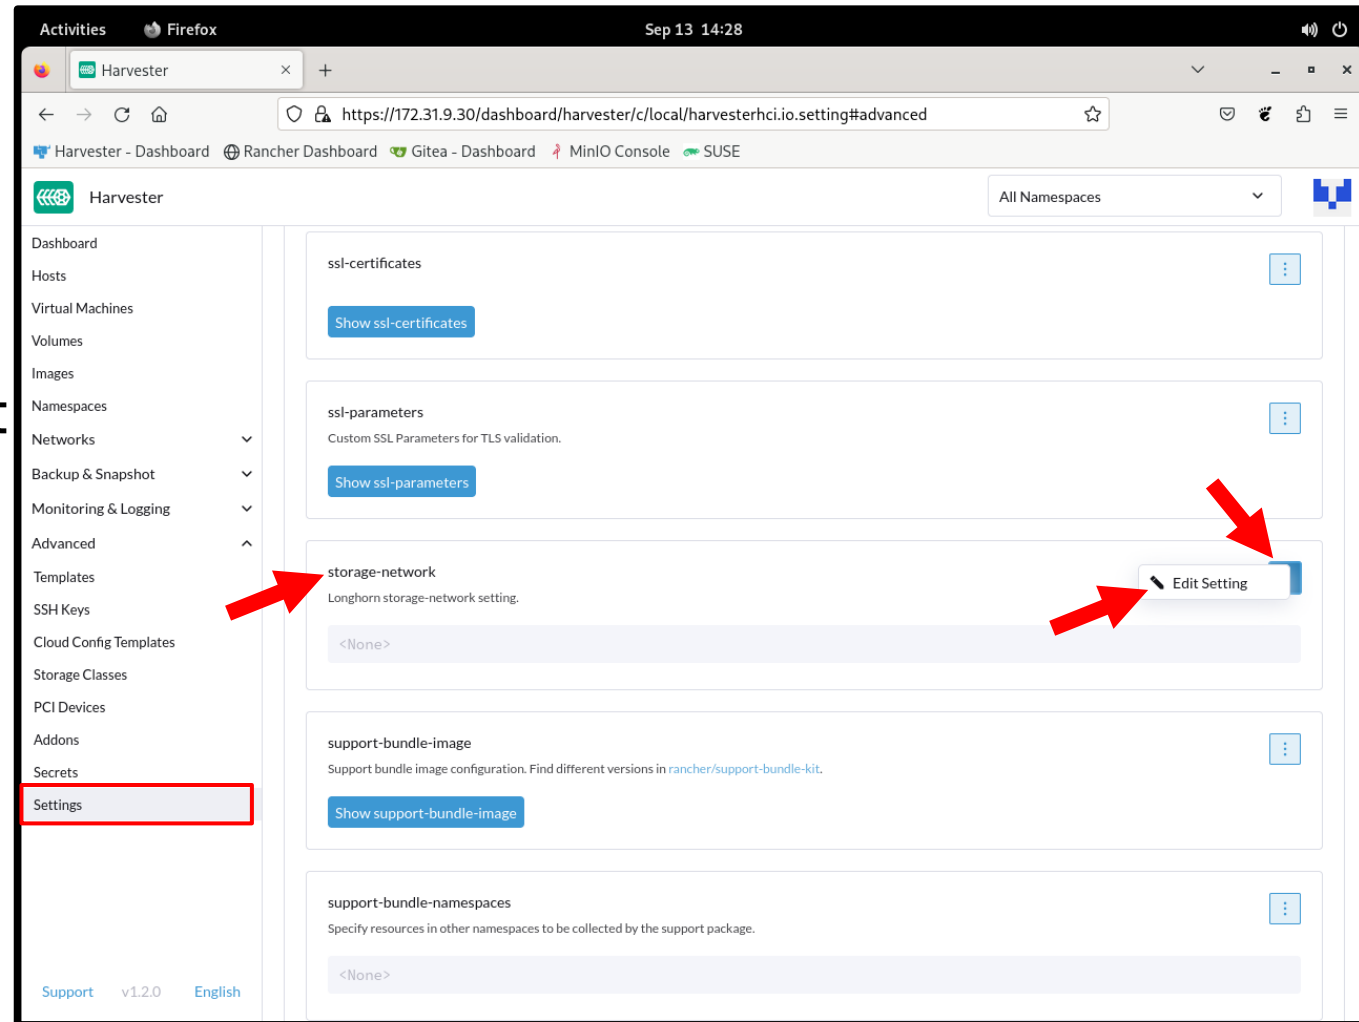 Activities Firefox Sep 13 14:28
Harvester
https://172.31.9.30/dashboard/harvester/c/local/harvesterhci.io.setting#advanced
Harvester - Dashboard Rancher Dashboard Gitea - Dashboard MinIO Console SUSE
Harvester All Namespaces
Dashboard
Hosts
Virtual Machines
Volumes
Images
Namespaces
Networks
Backup & Snapshot
Monitoring & Logging
Advanced
Templates
SSH Keys
Cloud Config Templates
Storage Classes
PCI Devices
Addons
Secrets
Settings
Support v1.2.0 English
ssl-certificates
Show ssl-certificates
ssl-parameters
Custom SSL Parameters for TLS validation.
Show ssl-parameters
storage-network
Edit Setting
Longhorn storage-network setting.
<None>
support-bundle-image
Support bundle image configuration. Find different versions in rancher/support-bundle-kit.
Show support-bundle-image
support-bundle-namespaces
Specify resources in other namespaces to be collected by the support package.
<None>